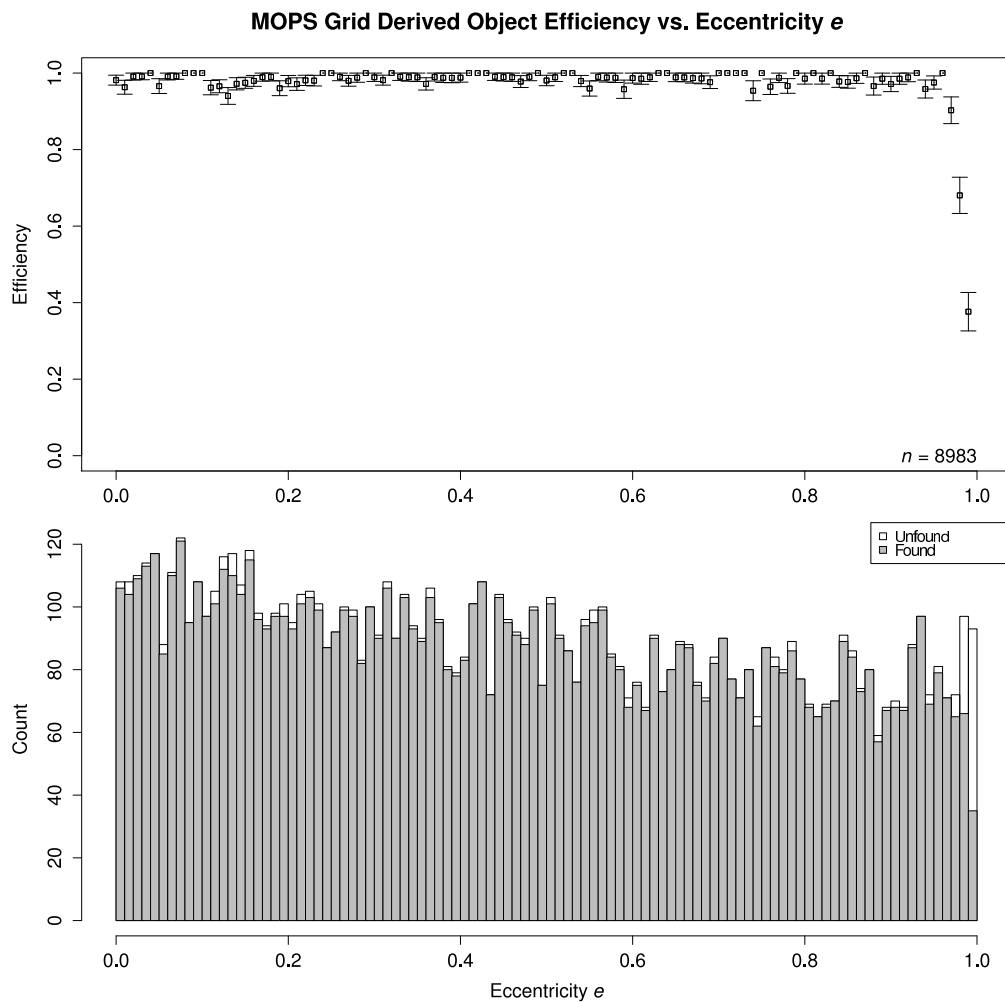 MOPS Grid Derived Object Efficiency vs. Eccentricity e
Efficiency
1.0
0.8
0.6
0.4
0.2
0.0
n = 8983
0.0 0.2 0.4 0.6 0.8 1.0
Unfound
Found
Count
120
100
80
60
40
20
0
0.0 0.2 0.4 0.6 0.8 1.0
Eccentricity e